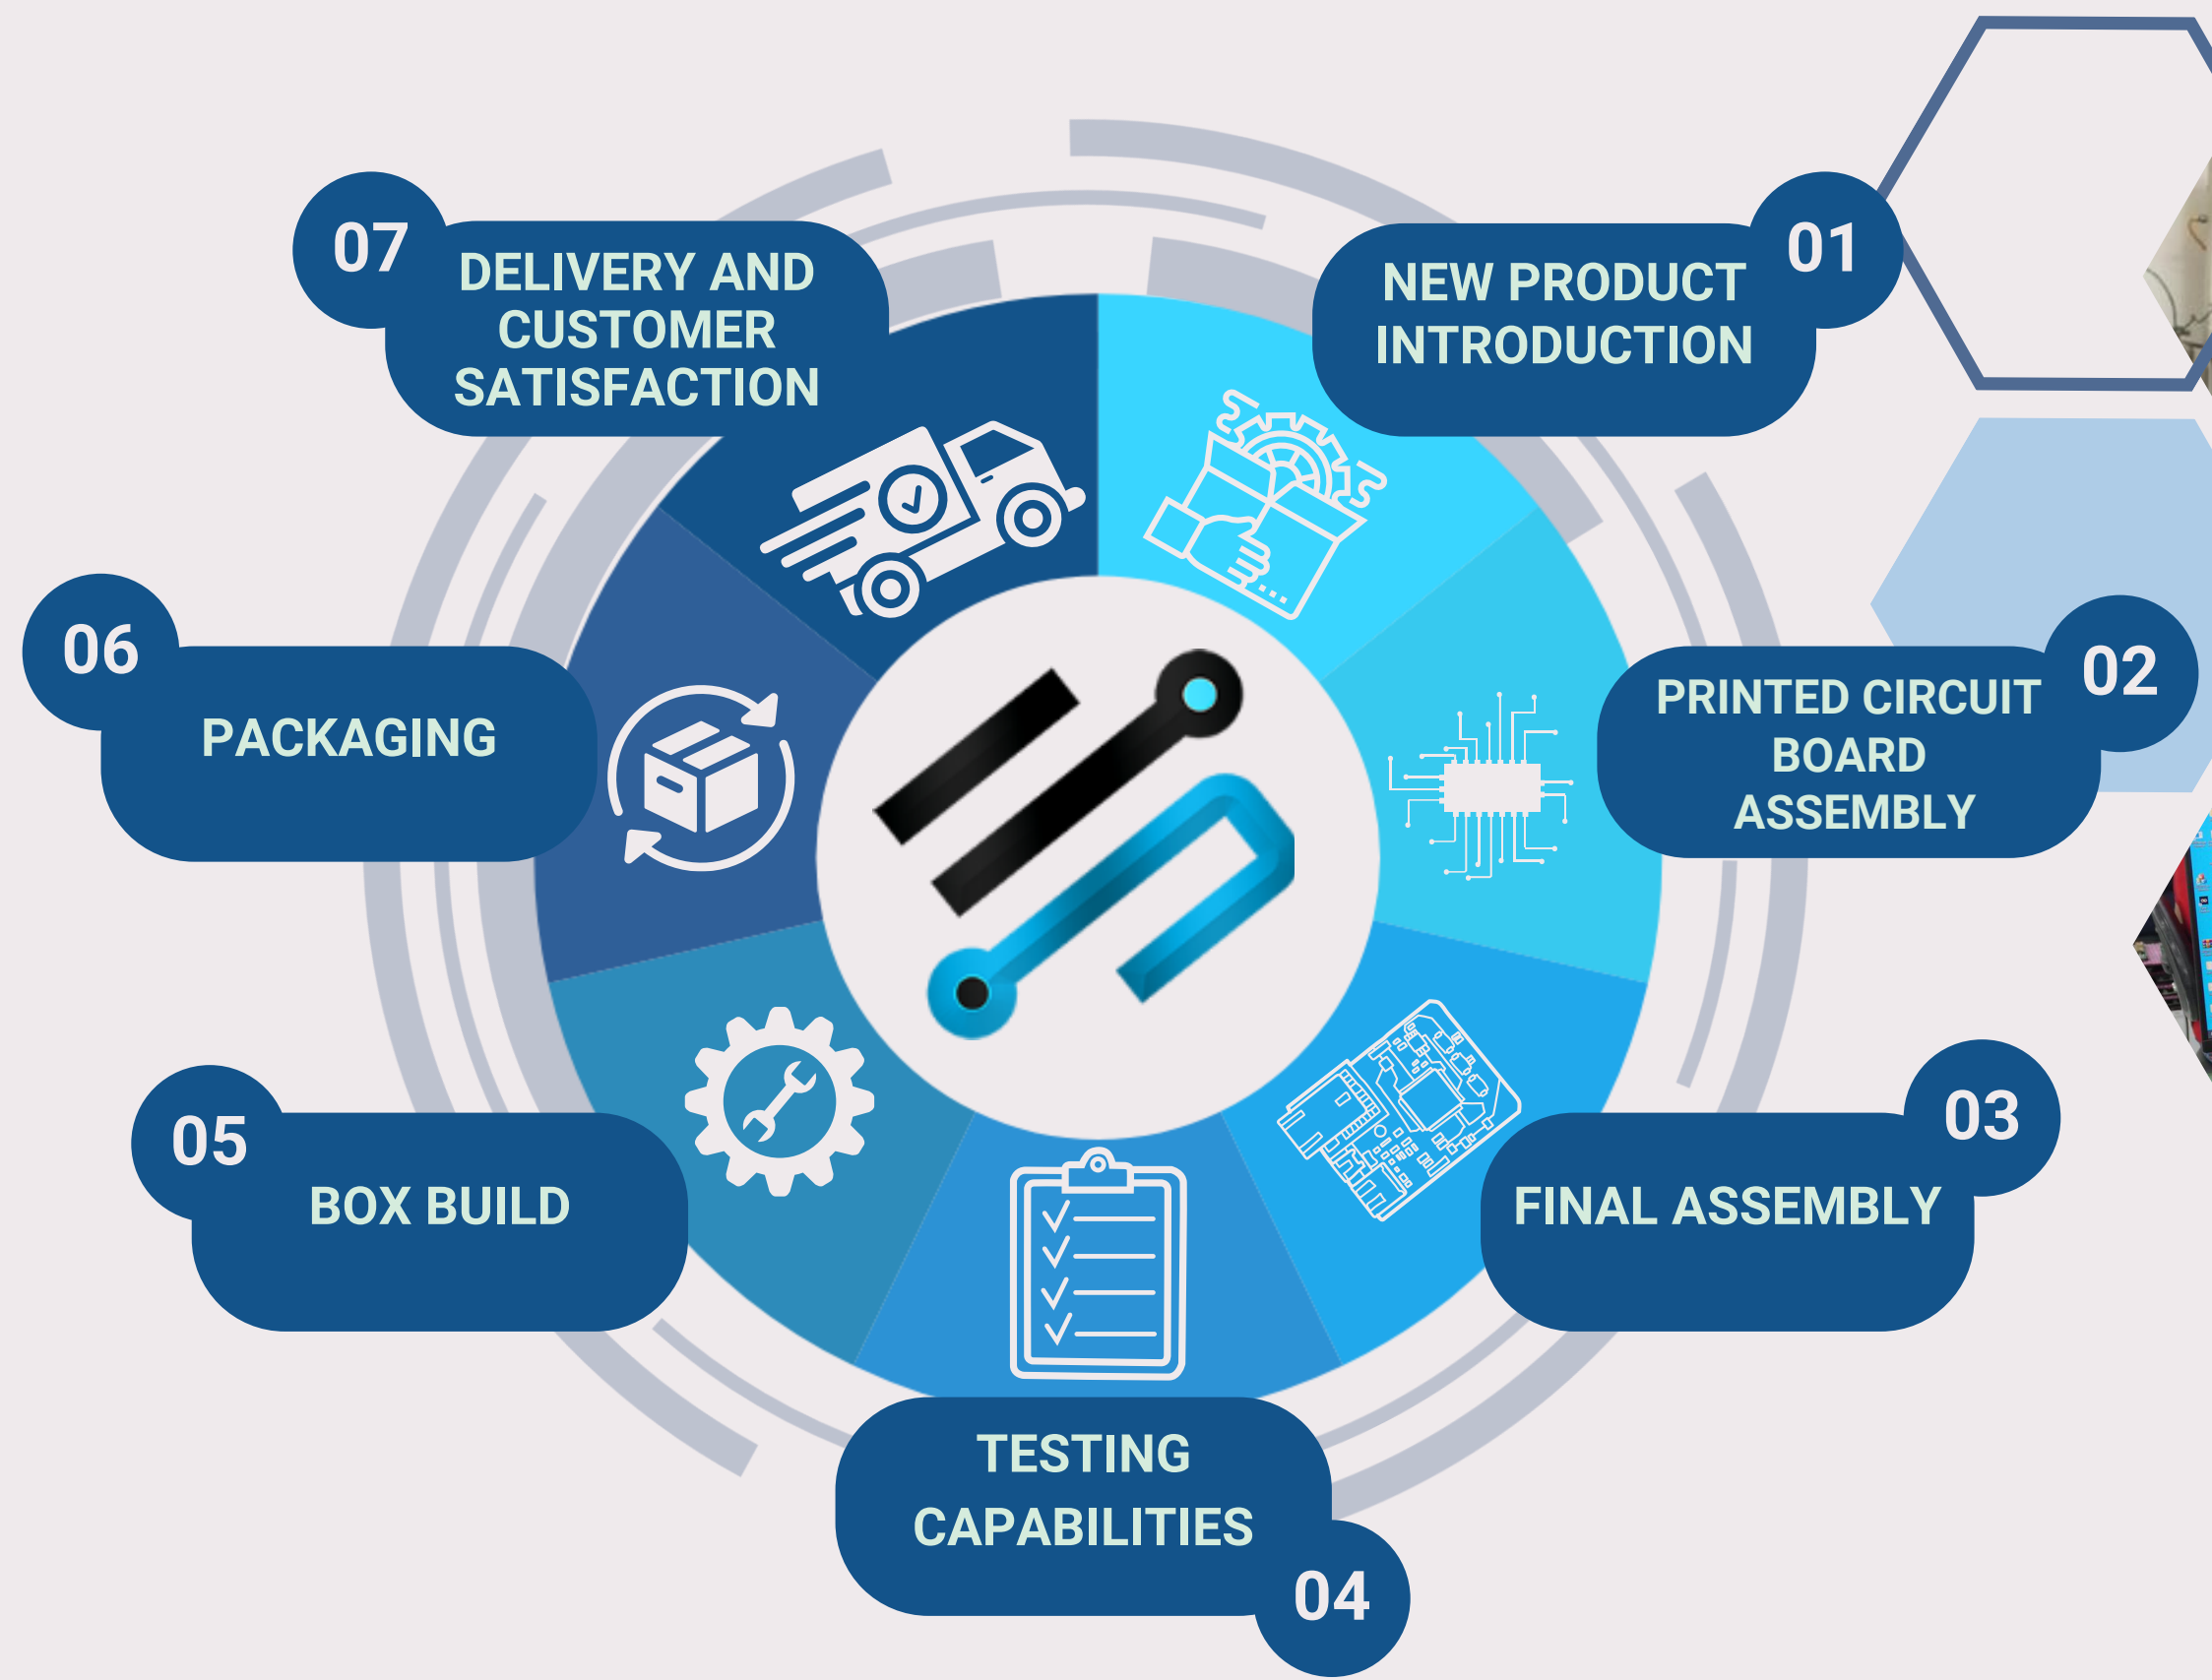 01
NEW PRODUCT
INTRODUCTION
02
PRINTED CIRCUIT
BOARD
ASSEMBLY
03
FINAL ASSEMBLY
04
TESTING
CAPABILITIES
05
BOX BUILD
06
PACKAGING
07
DELIVERY AND
CUSTOMER
SATISFACTION